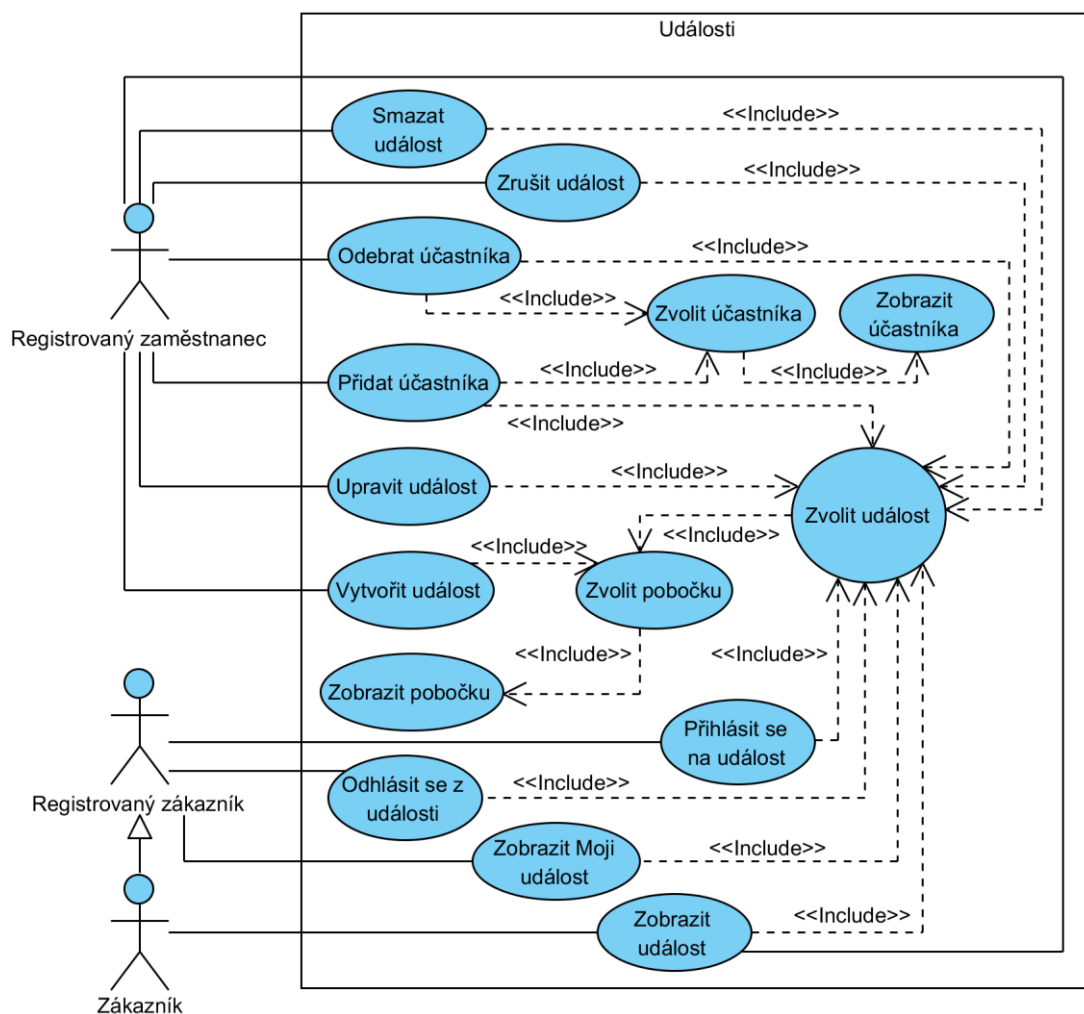 Události
Smazat
událost
<<Include>>
Zrušit událost
<<Include>>
Odebrat účastníka
<<Include>>
<<Include>>
Zvolit účastníka
Zobrazit
účastníka
Registrovaný zaměstnanec
Přidat účastníka
<<Include>>
<<Include>>
<<Include>>
Upravit událost
<<Include>>
Zvolit událost
<<Include>>
<<Include>>
Vytvořit událost
Zvolit pobočku
<<Include>>
<<Include>>
Zobrazit pobočku
Přihlásit se
na událost
Registrovaný zákazník
Odhlásit se z
události
<<Include>>
Zobrazit Moji
událost
<<Include>>
Zobrazit
událost
<<Include>>
Zákazník